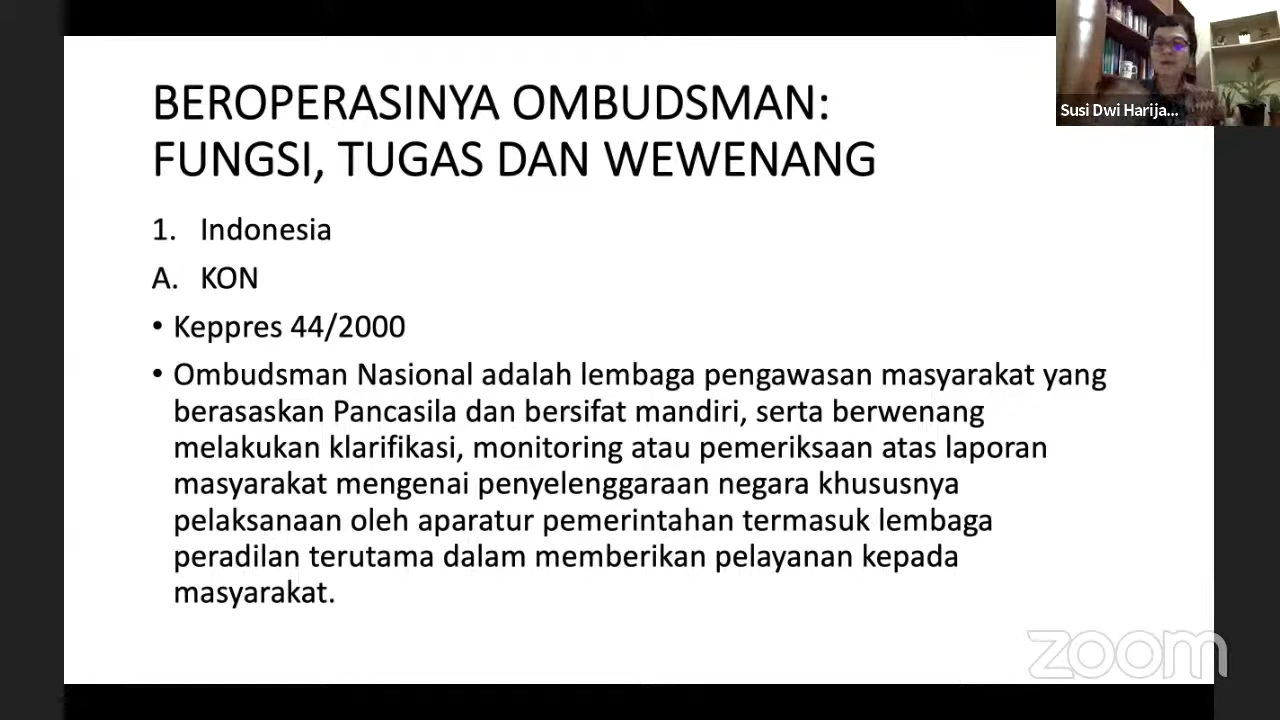 BEROPERASINYA OMBUDSMAN:
FUNGSI, TUGAS DAN WEWENANG
1. Indonesia
A. KON
• Keppres 44/2000
• Ombudsman Nasional adalah lembaga pengawasan masyarakat yang
berasaskan Pancasila dan bersifat mandiri, serta berwenang
melakukan klarifikasi, monitoring atau pemeriksaan atas laporan
masyarakat mengenai penyelenggaraan negara khususnya
pelaksanaan oleh aparatur pemerintahan termasuk lembaga
peradilan terutama dalam memberikan pelayanan kepada
masyarakat.
Susi Dwi Harija...
zoom